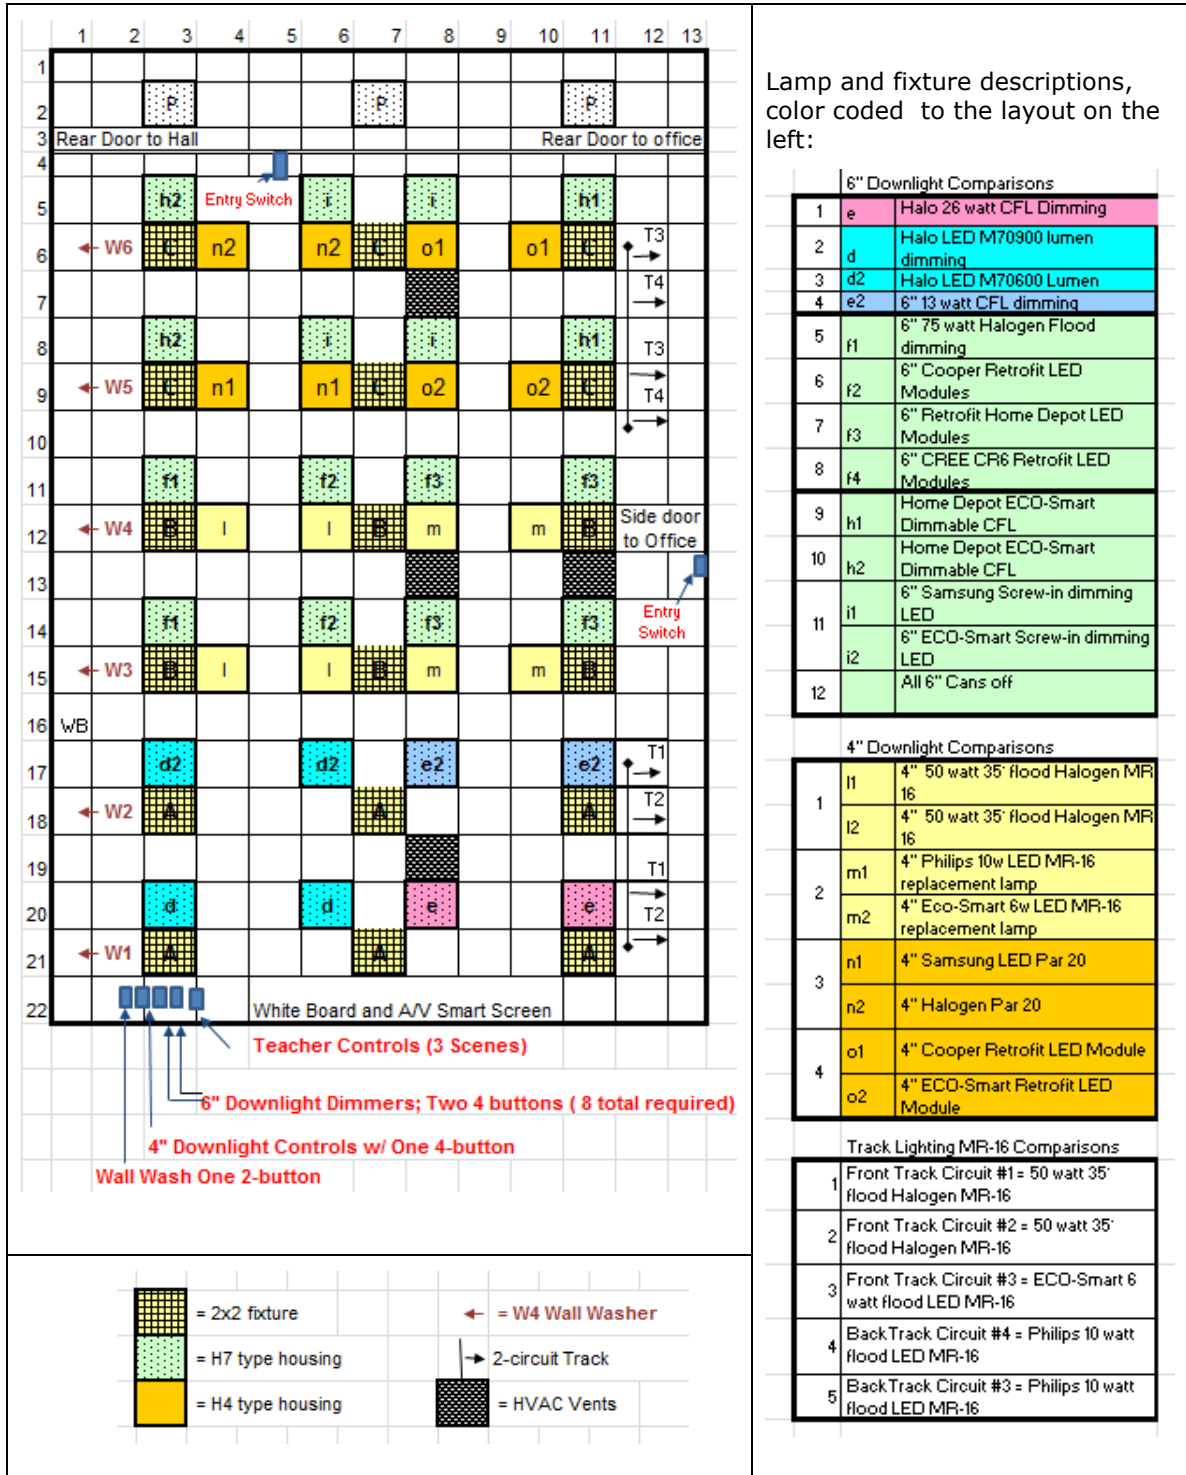 1 2 3 4 5 6 7 8 9 10 11 12 13
1
2 P P P
3 Rear Door to Hall Rear Door to office
4
Entry Switch
5 h2 i i h1
6 W6 C n2 n2 C o1 o1 C T3
7 T4
8 h2 i i h1 T3
9 W5 C n1 n1 C o2 o2 C T4
10
11 f1 f2 f3 f3
12 W4 B l l B m m B Side door
to Office
13
Entry
Switch
14 f1 f2 f3 f3
15 W3 B l l B m m B
16 WB
17 d2 d2 e2 e2 T1
18 W2 A A A T2
19 T1
20 d d e e T2
21 W1 A A A
22 White Board and A/V Smart Screen
Teacher Controls (3 Scenes)
6" Downlight Dimmers; Two 4 buttons ( 8 total required)
4" Downlight Controls w/ One 4-button
Wall Wash One 2-button
= 2x2 fixture
= H7 type housing
= H4 type housing
= W4 Wall Washer
2-circuit Track
= HVAC Vents
Lamp and fixture descriptions,
color coded to the layout on the
left:
6" Downlight Comparisons
1 e Halo 26 watt CFL Dimming
2 d Halo LED M70900 lumen
dimming
3 d2 Halo LED M70600 Lumen
4 e2 6" 13 watt CFL dimming
5 f1 6" 75 watt Halogen Flood
dimming
6 f2 6" Cooper Retrofit LED
Modules
7 f3 6" Retrofit Home Depot LED
Modules
8 f4 6" CREE CR6 Retrofit LED
Modules
9 h1 Home Depot ECO-Smart
Dimmable CFL
10 h2 Home Depot ECO-Smart
Dimmable CFL
11 i1 6" Samsung Screw-in dimming
LED
i2 6" ECO-Smart Screw-in dimming
LED
12 All 6" Cans off
4" Downlight Comparisons
1 l1 4" 50 watt 35' flood Halogen MR
16
l2 4" 50 watt 35' flood Halogen MR
16
2 m1 4" Philips 10w LED MR-16
replacement lamp
m2 4" Eco-Smart 6w LED MR-16
replacement lamp
3 n1 4" Samsung LED Par 20
n2 4" Halogen Par 20
4 o1 4" Cooper Retrofit LED Module
o2 4" ECO-Smart Retrofit LED
Module
Track Lighting MR-16 Comparisons
1 Front Track Circuit #1 = 50 watt 35'
flood Halogen MR-16
2 Front Track Circuit #2 = 50 watt 35'
flood Halogen MR-16
3 Front Track Circuit #3 = ECO-Smart 6
watt flood LED MR-16
4 Back Track Circuit #4 = Philips 10 watt
flood LED MR-16
5 Back Track Circuit #3 = Philips 10 watt
flood LED MR-16